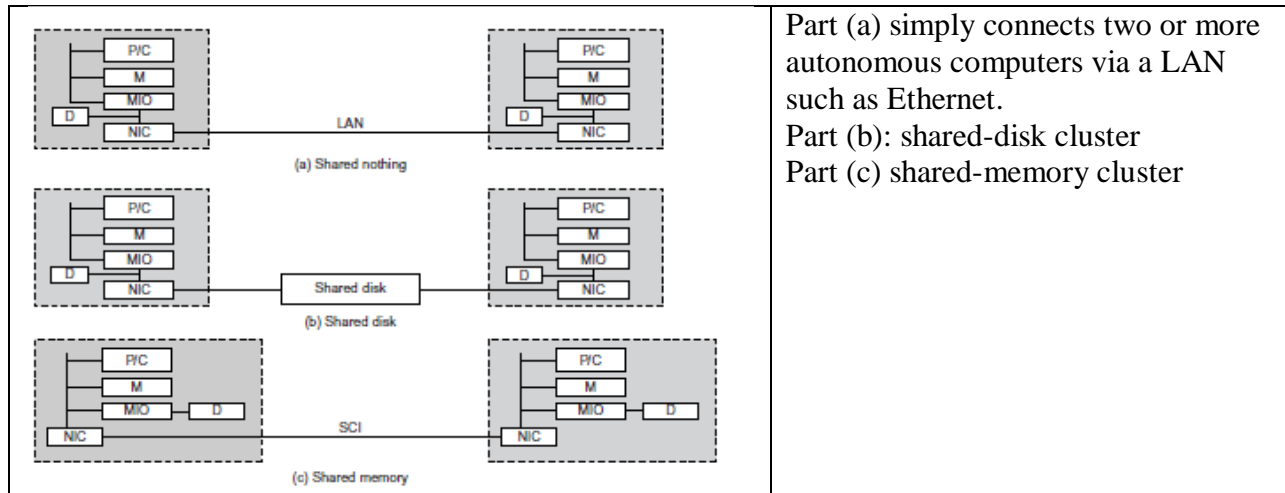 P/C
M
MIO
D
NIC
LAN
P/C
M
MIO
D
NIC
(a) Shared nothing
P/C
M
MIO
D
NIC
Shared disk
P/C
M
MIO
D
NIC
(b) Shared disk
P/C
M
MIO
D
NIC
SCI
P/C
M
MIO
D
NIC
(c) Shared memory
Part (a) simply connects two or more
autonomous computers via a LAN
such as Ethernet.
Part (b): shared-disk cluster
Part (c) shared-memory cluster